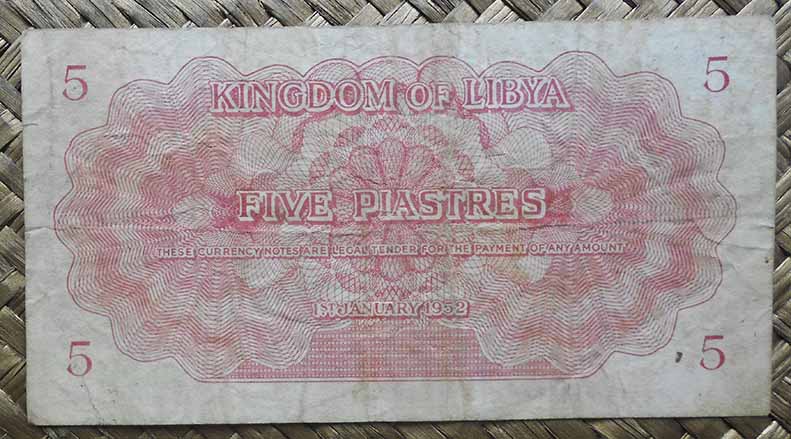 5 5
KINGDOM OF LIBYA
FIVE PIASTRES
THESE CURRENCY NOTES ARE LEGAL TENDER FOR THE PAYMENT OF ANY AMOUNT
1ST JANUARY 1952
5 5